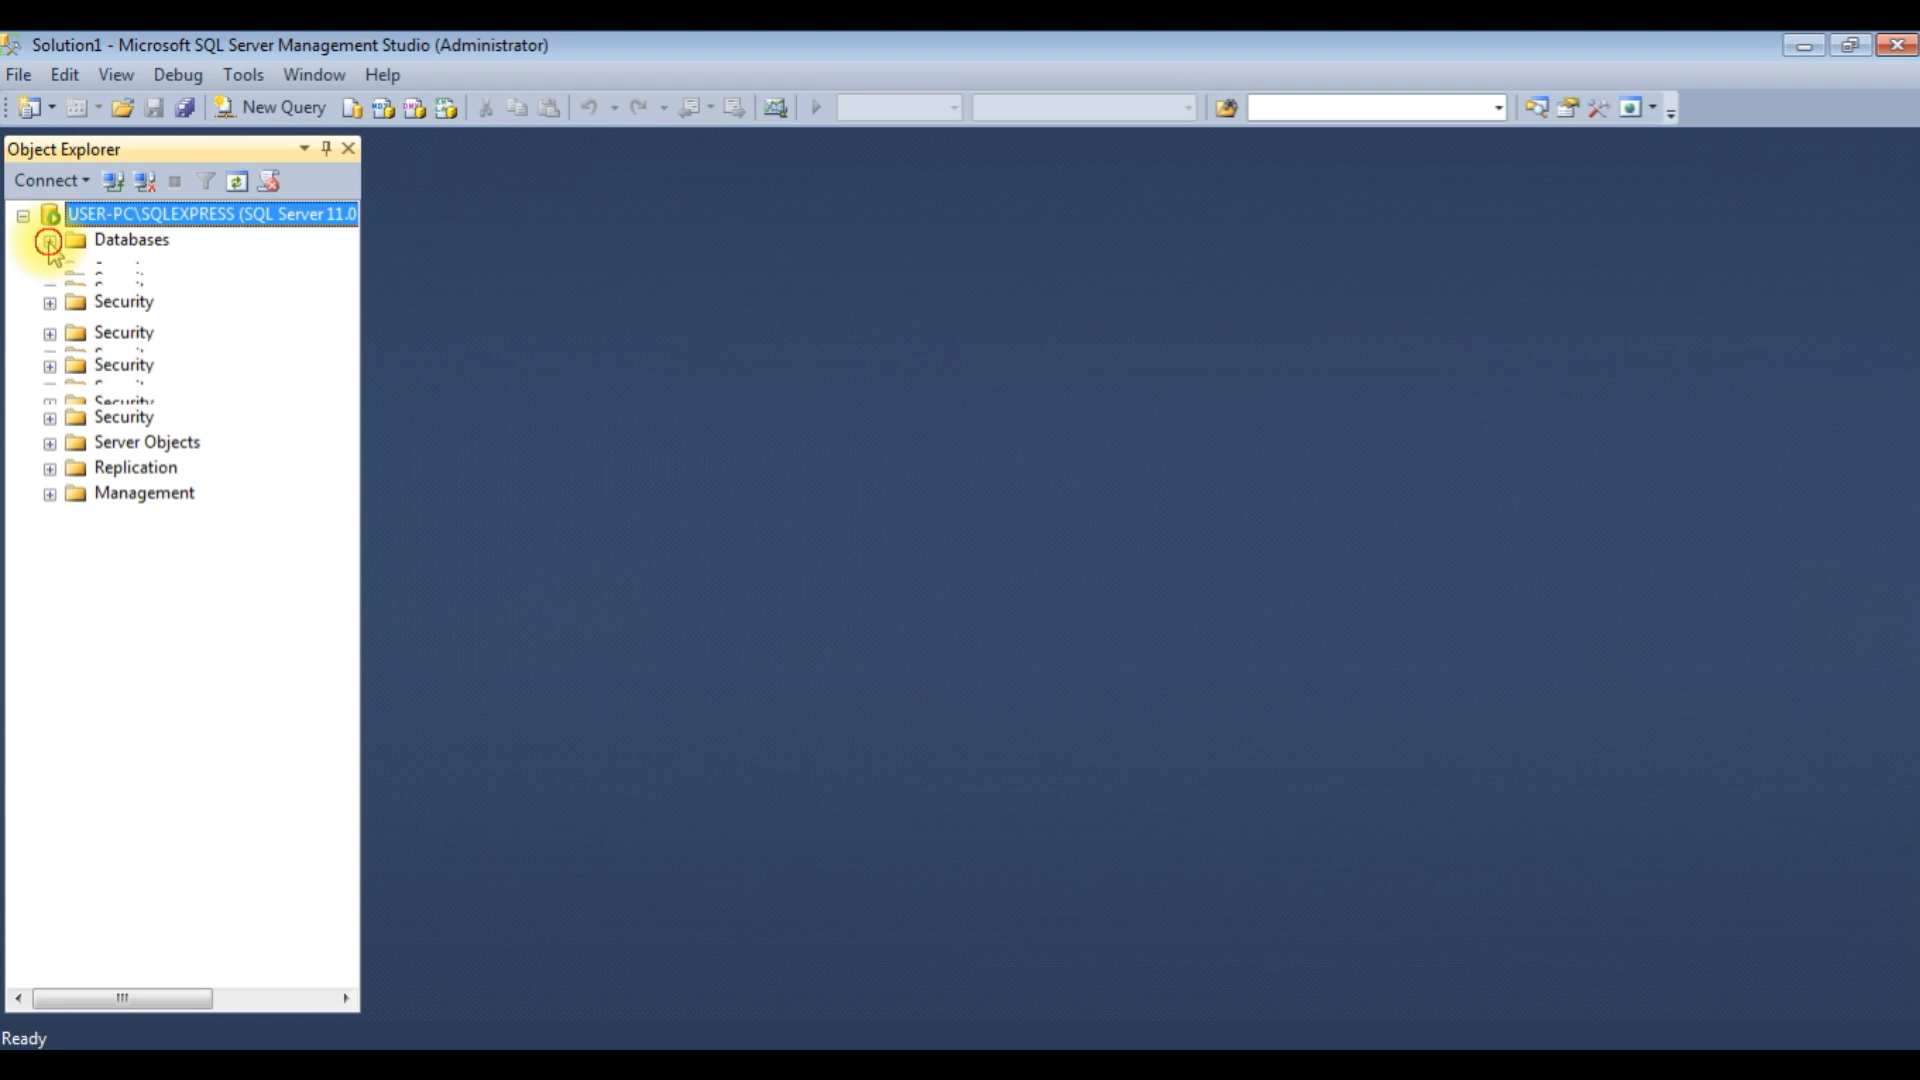 Solution1 - Microsoft SQL Server Management Studio (Administrator)
File Edit View Debug Tools Window Help
New Query
Object Explorer
Connect
USER-PC\SQLEXPRESS (SQL Server 11.0
Databases
Security
Security
Security
Security
Security
Server Objects
Replication
Management
Ready